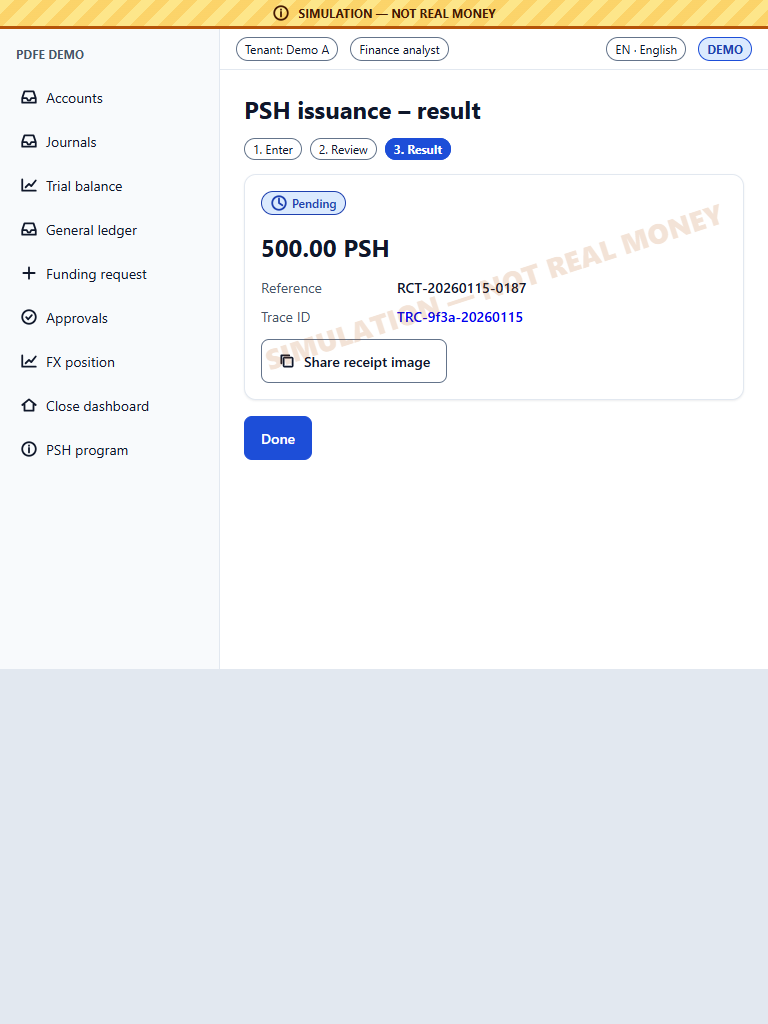 SIMULATION — NOT REAL MONEY
PDFE DEMO
Tenant: Demo A
Finance analyst
EN · English
DEMO
Accounts
Journals
Trial balance
General ledger
Funding request
Approvals
FX position
Close dashboard
PSH program
PSH issuance – result
1. Enter
2. Review
3. Result
Pending
500.00 PSH
Reference RCT-20260115-0187
Trace ID TRC-9f3a-20260115
Share receipt image
SIMULATION — NOT REAL MONEY
Done